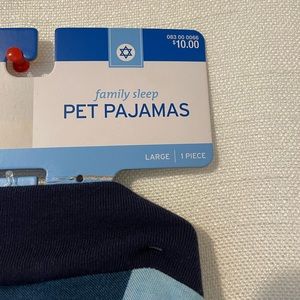 083 00 0066
$10.00
family sleep
PET PAJAMAS
LARGE | 1 PIECE